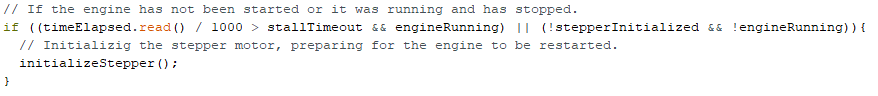 // If the engine has not been started or it was running and has stopped.
if ((timeElapsed.read() / 1000 > stallTimeout && engineRunning) || (!stepperInitialized && !engineRunning)){
  // Initializig the stepper motor, preparing for the engine to be restarted.
  initializeStepper();
}